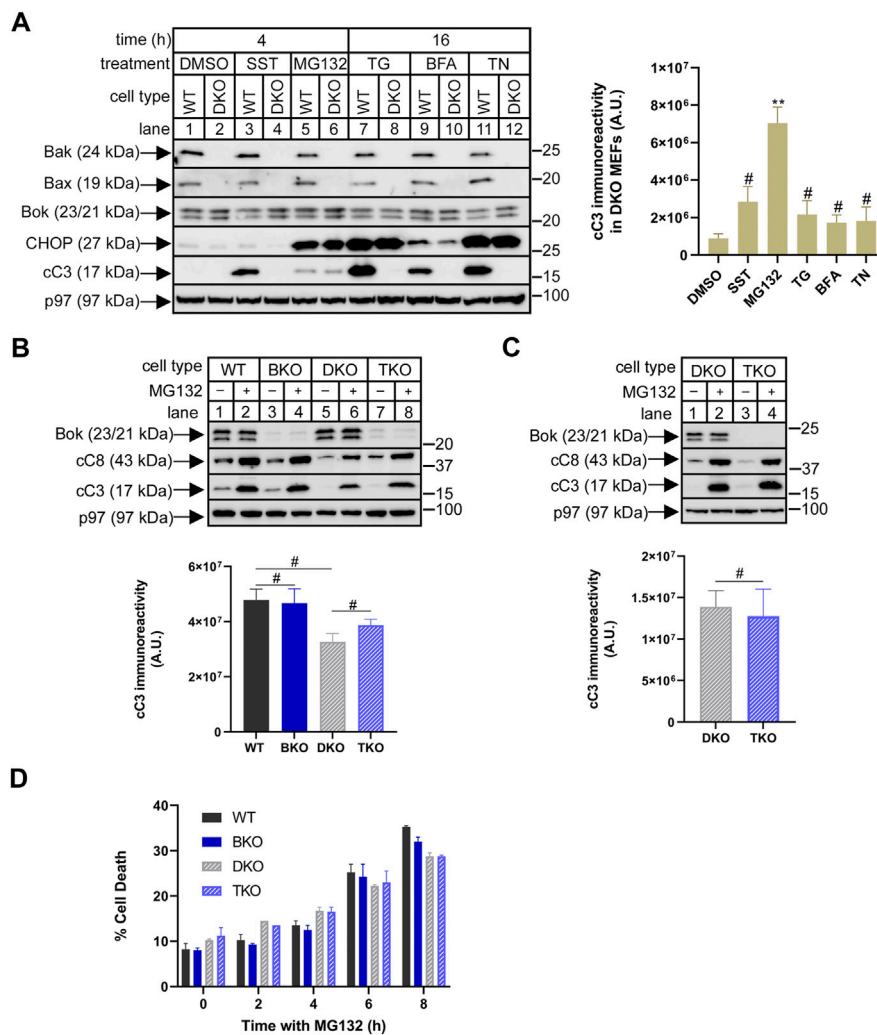 A
time (h) 4 16
treatment DMSO SST MG132 TG BFA TN
cell type WT DKO WT DKO WT DKO WT DKO WT DKO WT DKO
lane 1 2 3 4 5 6 7 8 9 10 11 12
Bak (24 kDa) 25
Bax (19 kDa) 20
Bok (23/21 kDa) 20
CHOP (27 kDa) 25
cC3 (17 kDa) 15
p97 (97 kDa) 100
cC3 immunoreactivity
in DKO MEFs (A.U.)
1×10⁷
8×10⁶
6×10⁶
4×10⁶
2×10⁶
0
# ** # # #
DMSO SST MG132 TG BFA TN
B
cell type WT BKO DKO TKO
MG132 – + – + – + – +
lane 1 2 3 4 5 6 7 8
Bok (23/21 kDa) 20
cC8 (43 kDa) 37
cC3 (17 kDa) 15
p97 (97 kDa) 100
cC3 immunoreactivity
(A.U.)
6×10⁷
4×10⁷
2×10⁷
0
#
#
#
WT BKO DKO TKO
C
cell type DKO TKO
MG132 – + – +
lane 1 2 3 4
Bok (23/21 kDa) 25
cC8 (43 kDa) 37
cC3 (17 kDa) 15
p97 (97 kDa) 100
cC3 immunoreactivity
(A.U.)
2×10⁷
1×10⁷
1×10⁷
5×10⁶
0
#
DKO TKO
D
% Cell Death
40
30
20
10
0
WT
BKO
DKO
TKO
0 2 4 6 8
Time with MG132 (h)